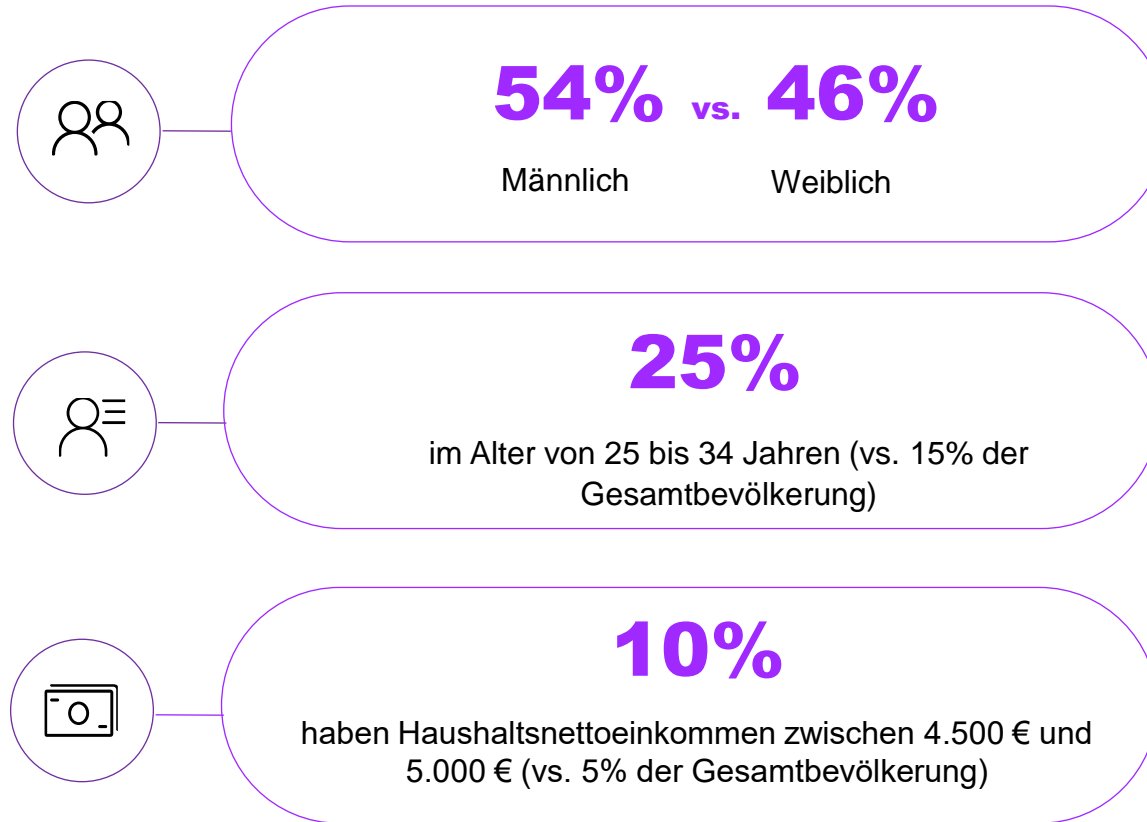 54% vs. 46%
Männlich Weiblich
25%
im Alter von 25 bis 34 Jahren (vs. 15% der
Gesamtbevölkerung)
10%
haben Haushaltsnettoeinkommen zwischen 4.500 € und
5.000 € (vs. 5% der Gesamtbevölkerung)